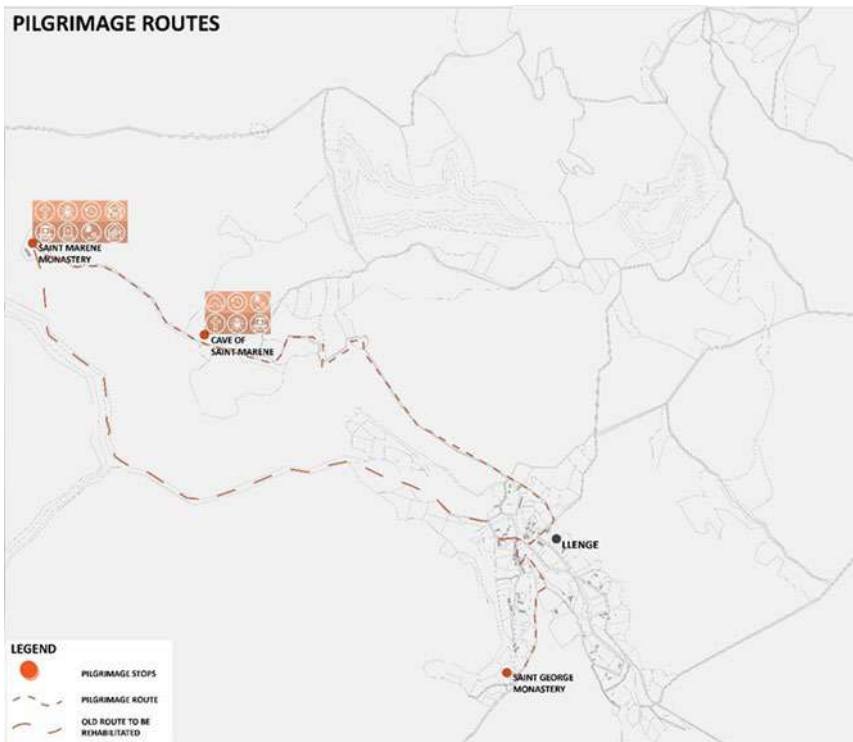 PILGRIMAGE ROUTES
SAINT MARENE
MONASTERY
CAVE OF
SAINT MARENE
LLENGE
SAINT GEORGE
MONASTERY
LEGEND
PILGRIMAGE STOPS
PILGRIMAGE ROUTE
OLD ROUTE TO BE
REHABILITATED